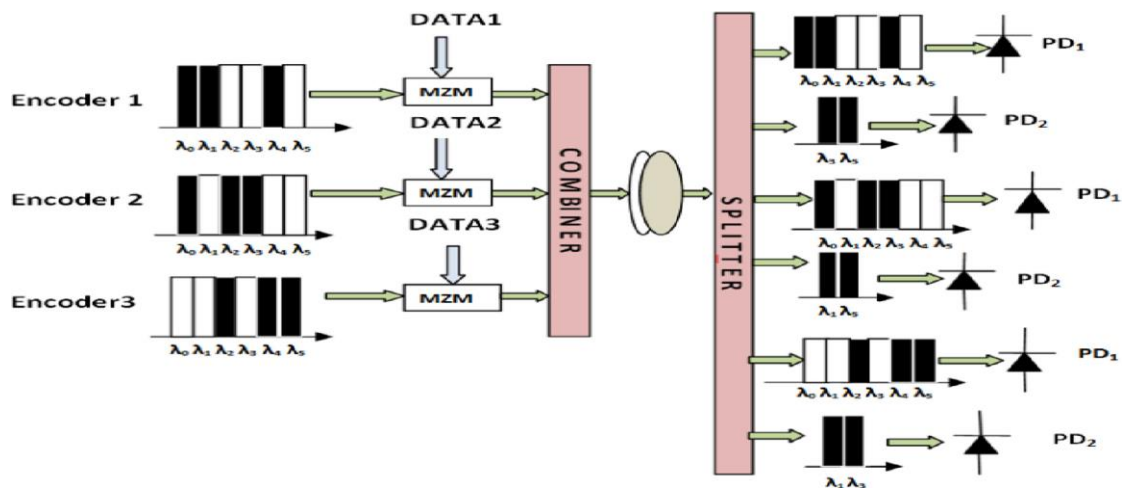 DATA1
Encoder 1
MZM
λ₀ λ₁ λ₂ λ₃ λ₄ λ₅
DATA2
Encoder 2
MZM
λ₀ λ₁ λ₂ λ₃ λ₄ λ₅
DATA3
Encoder3
MZM
λ₀ λ₁ λ₂ λ₃ λ₄ λ₅
COMBINER
SPLITTER
PD₁
λ₀ λ₁ λ₂ λ₃ λ₄ λ₅
PD₂
λ₃ λ₅
PD₁
λ₀ λ₁ λ₂ λ₅ λ₄ λ₅
PD₂
λ₁ λ₅
PD₁
λ₀ λ₁ λ₂ λ₃ λ₄ λ₅
PD₂
λ₁ λ₃